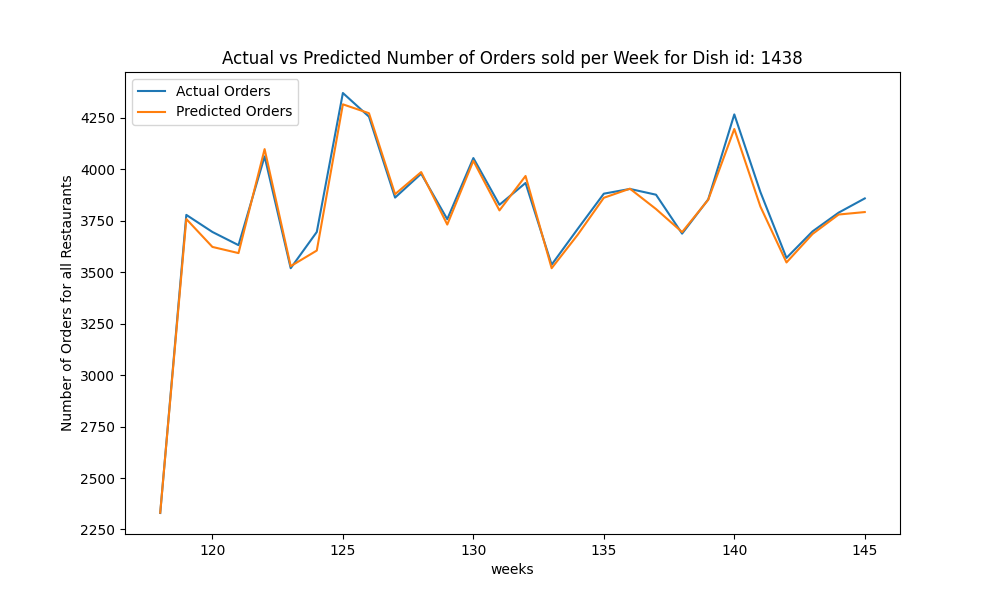 Actual vs Predicted Number of Orders sold per Week for Dish id: 1438
Actual Orders
Predicted Orders
Number of Orders for all Restaurants
4250
4000
3750
3500
3250
3000
2750
2500
2250
120 125 130 135 140 145
weeks